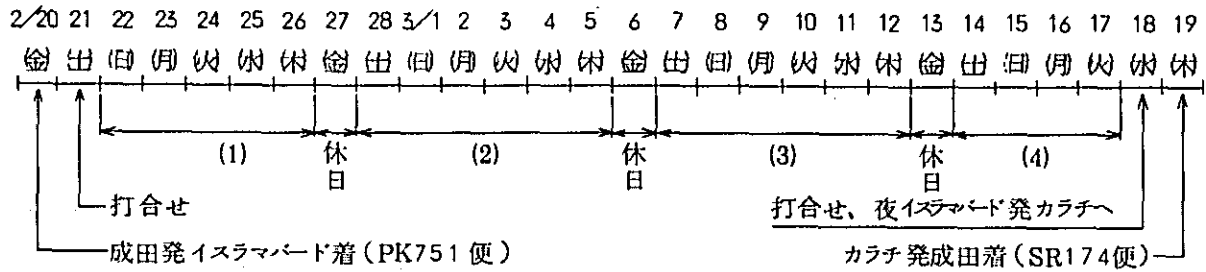 2/20 21 22 23 24 25 26 27 28 3/1 2 3 4 5 6 7 8 9 10 11 12 13 14 15 16 17 18 19
㈮ ㈯ ㈰ ㈪ ㈫ ㈬ ㈭ ㈮ ㈯ ㈰ ㈪ ㈫ ㈬ ㈭ ㈮ ㈯ ㈰ ㈪ ㈫ ㈬ ㈭ ㈮ ㈯ ㈰ ㈪ ㈫ ㈬ ㈭
(1) 休日 (2) 休日 (3) 休日 (4)
打合せ 打合せ、夜イスラマバード発カラチへ
成田発イスラマバード着(PK751便) カラチ発成田着(SR174便)